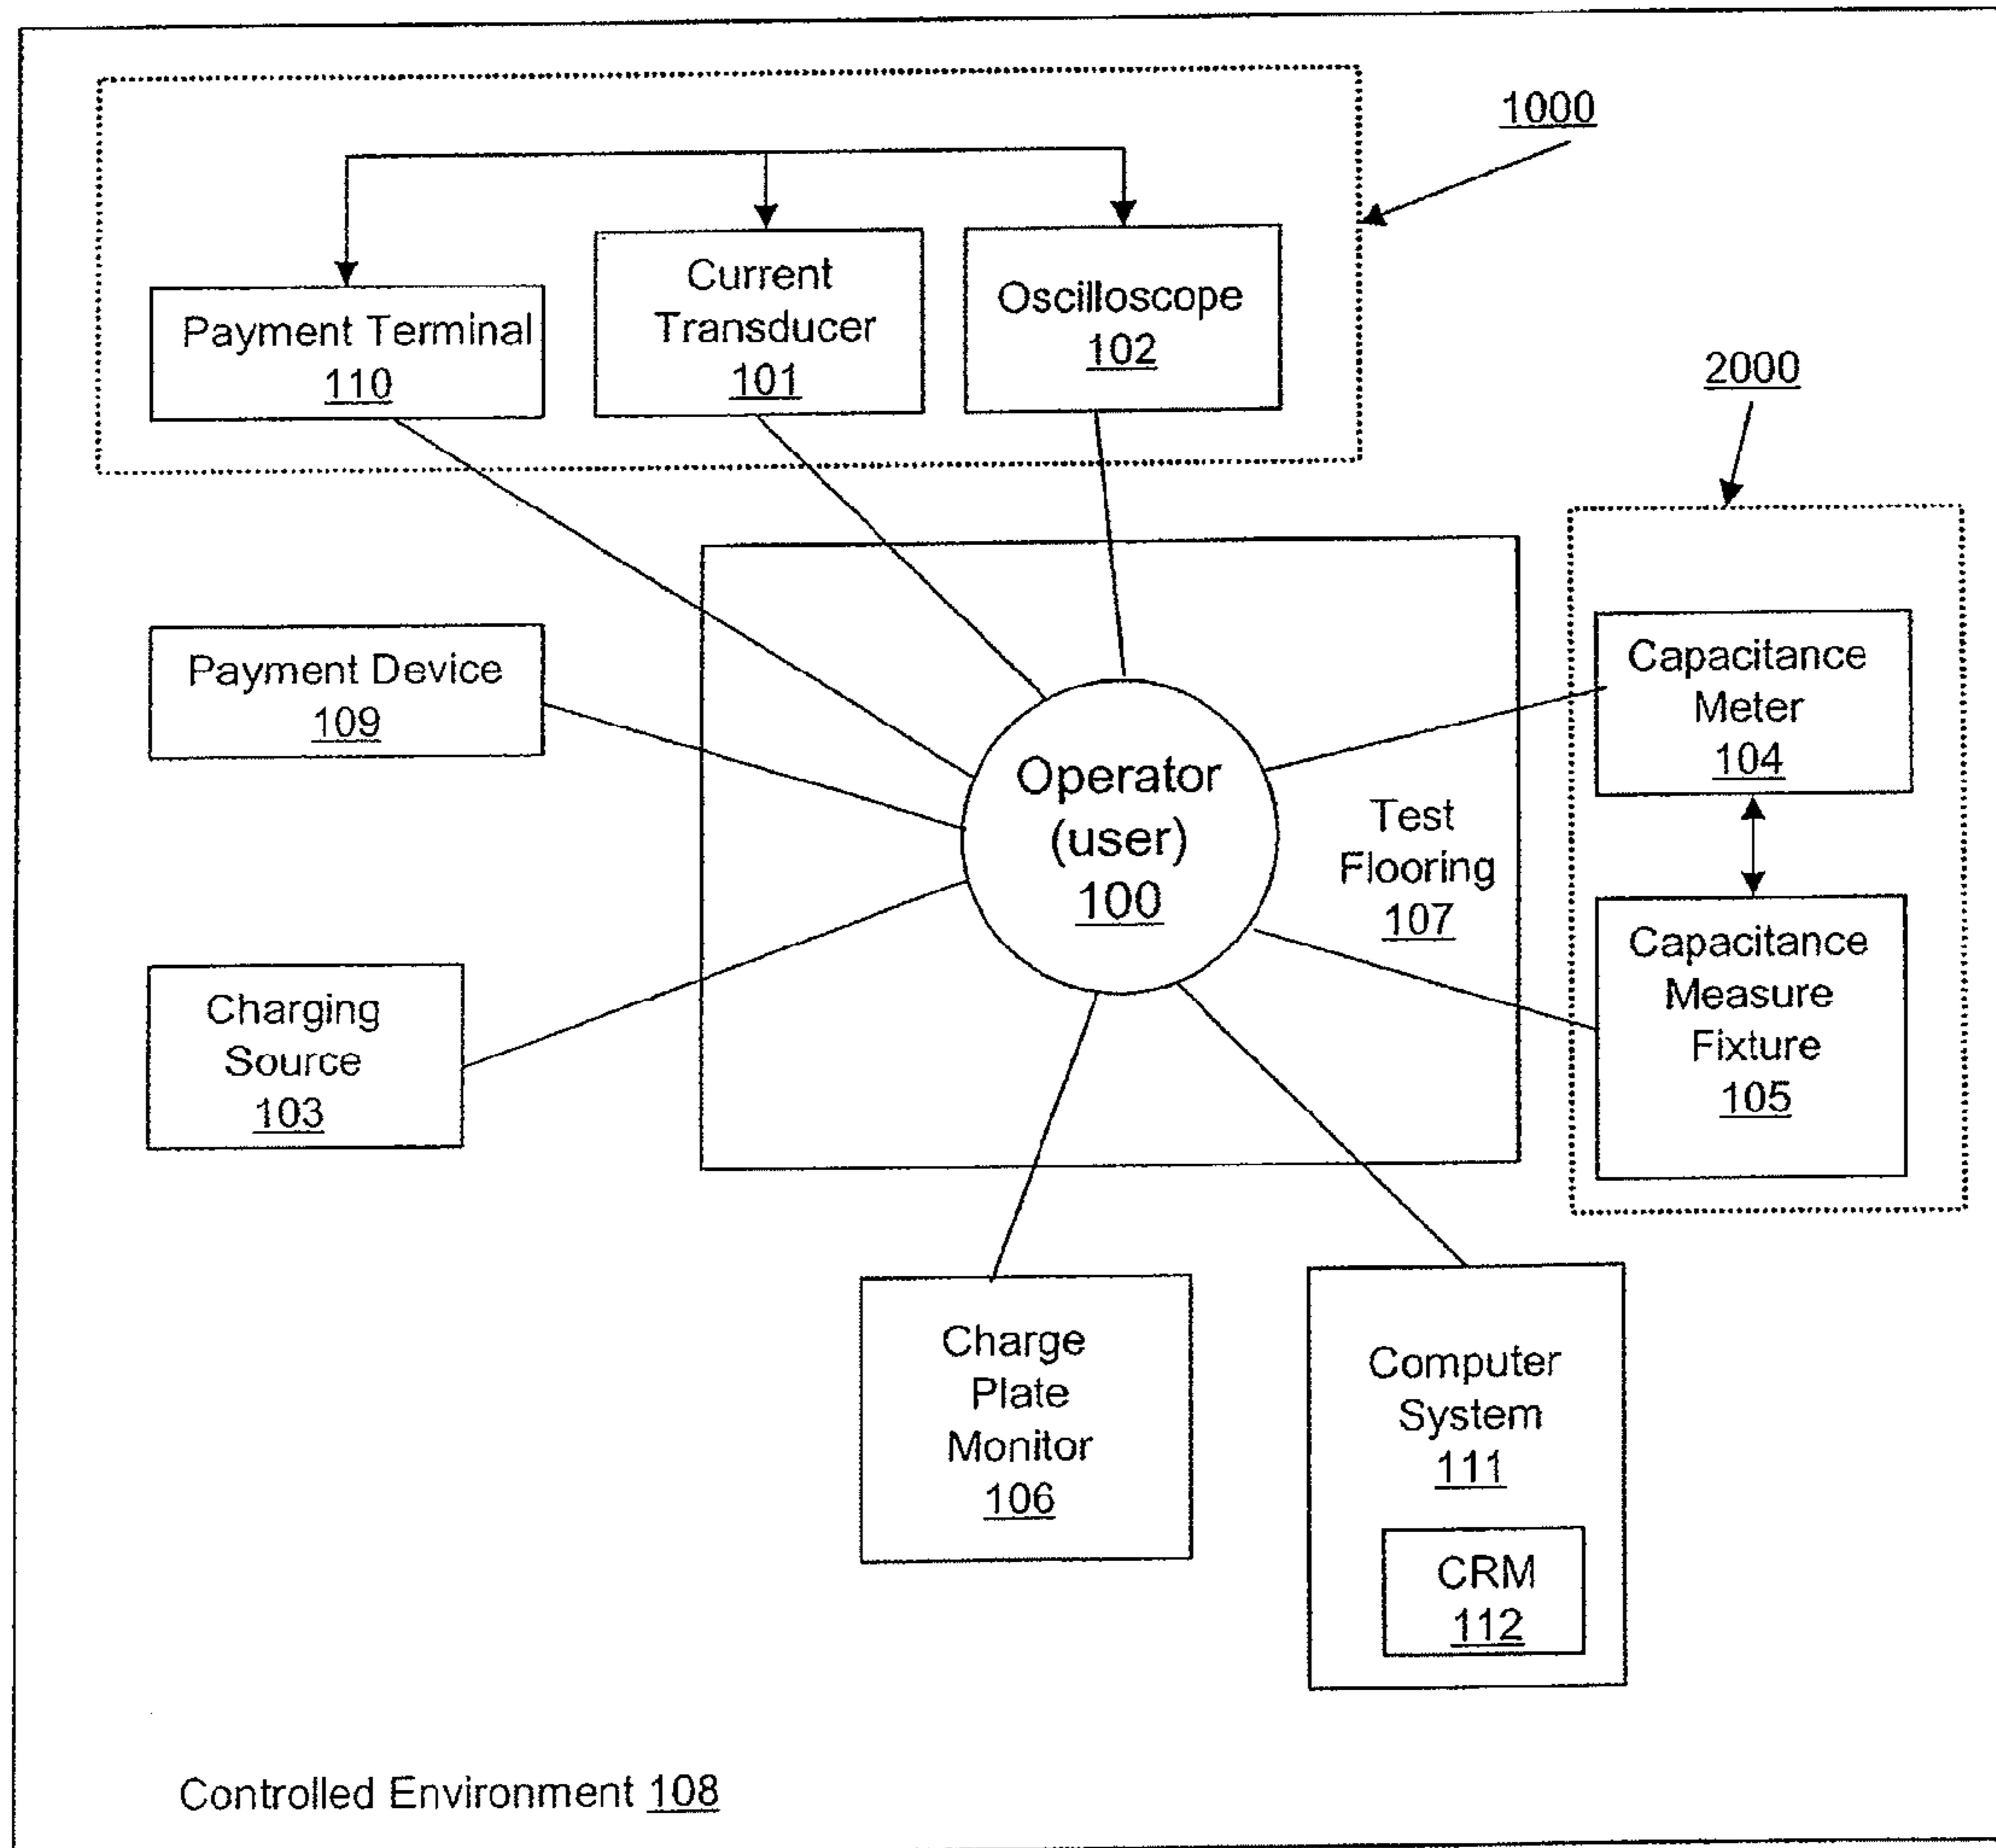 1000
Current
Transducer
101
Oscilloscope
102
Payment Terminal
110
2000
Payment Device
109
Capacitance
Meter
104
Operator
(user)
100
Test
Flooring
107
Capacitance
Measure
Fixture
105
Charging
Source
103
Charge
Plate
Monitor
106
Computer
System
111
CRM
112
Controlled Environment 108